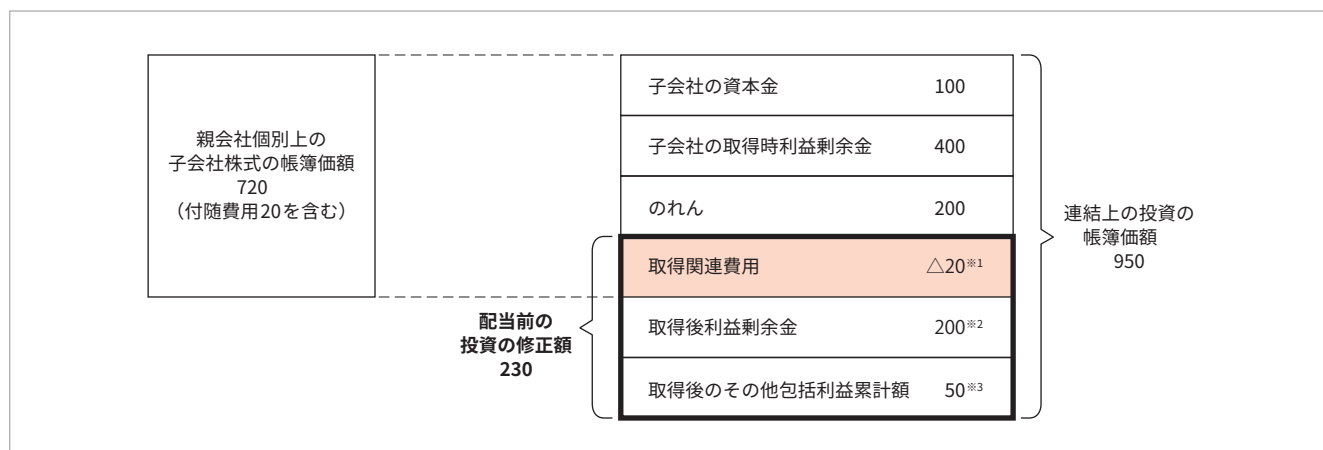 親会社個別上の
子会社株式の帳簿価額
720
（付随費用20を含む）
子会社の資本金 100
子会社の取得時利益剰余金 400
のれん 200
取得関連費用 △20※1
取得後利益剰余金 200※2
取得後のその他包括利益累計額 50※3
配当前の
投資の修正額
230
連結上の投資の
帳簿価額
950